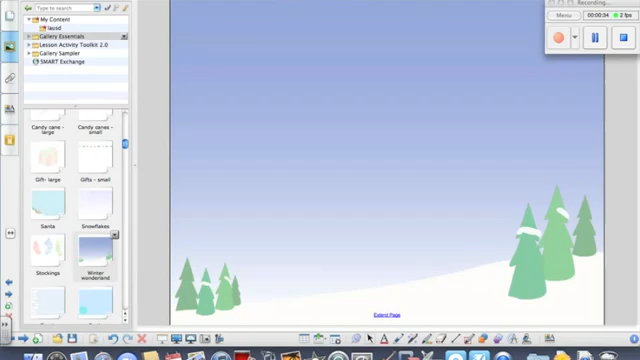 Recording...
Menu
00:00:34
2 fps
Type to search
My Content
lausd
Gallery Essentials
Lesson Activity Toolkit 2.0
Gallery Sampler
SMART Exchange
Candy cane - large
Candy canes - small
Gift- large
Gifts - small
Santa
Snowflakes
Stockings
Winter wonderland
Extend Page